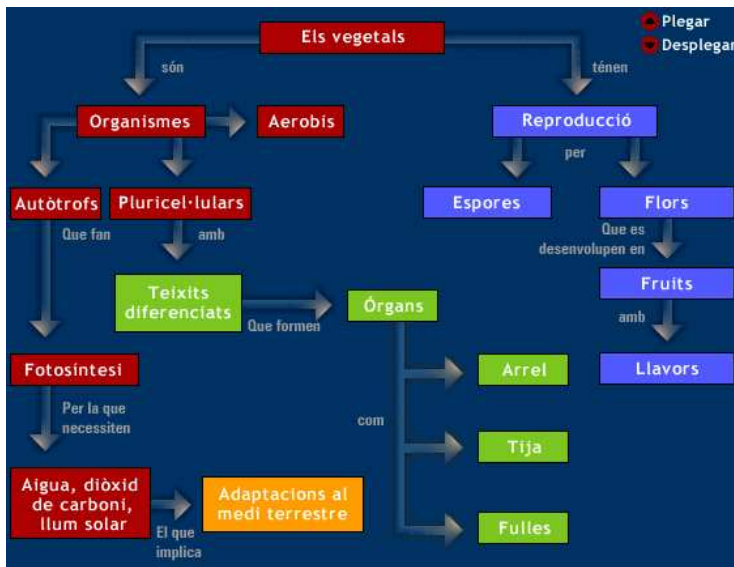 Els vegetals
Plegar
Desplegar
són
ténen
Organismes
Aerobis
Reproducció
per
Autòtrofs
Pluricel·lulars
Espores
Flors
Que fan
amb
Que es
desenvolupen en
Teixits
diferenciats
Que formen
Òrgans
Fruits
amb
Fotosíntesi
Arrel
Llavors
Per la que
necessiten
com
Tija
Aigua, diòxid
de carboni,
llum solar
El que
implica
Adaptacions al
medi terrestre
Fulles